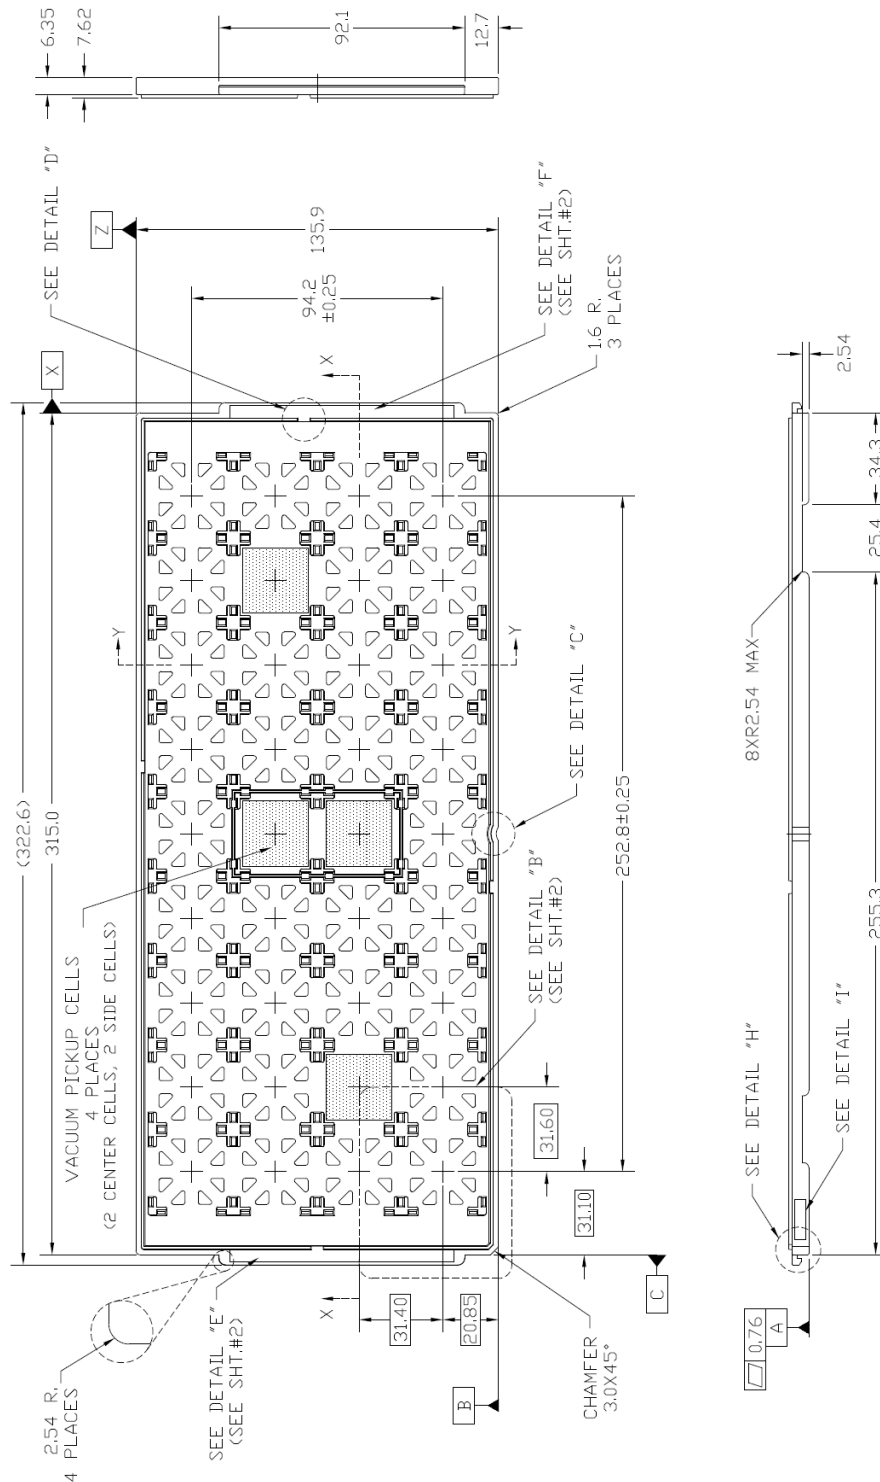 6.35
7.62
92.1
12.7
SEE DETAIL "D"
Z
135.9
94.2
±0.25
SEE DETAIL "F"
(SEE SHT.#2)
1.6 R.
3 PLACES
X
X
2.54
34.3
25.4
(322.6)
315.0
Y
Y
SEE DETAIL "C"
8XR2.54 MAX
252.8±0.25
255.3
VACUUM PICKUP CELLS
4 PLACES
(2 CENTER CELLS, 2 SIDE CELLS)
SEE DETAIL "B"
(SEE SHT.#2)
31.60
31.10
SEE DETAIL "H"
SEE DETAIL "I"
2.54 R.
4 PLACES
SEE DETAIL "E"
(SEE SHT.#2)
X
31.40
20.85
B
CHAMFER
3.0X45°
C
0.76
A